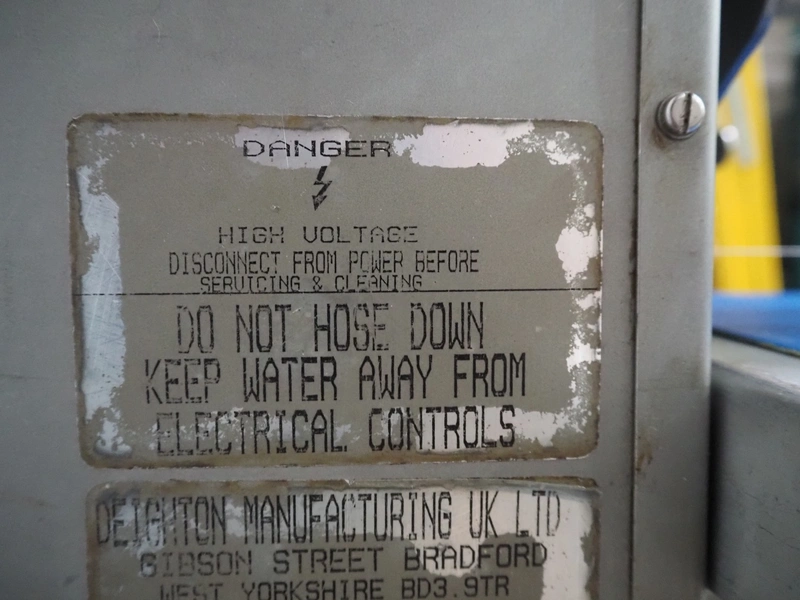 DANGER
HIGH VOLTAGE
DISCONNECT FROM POWER BEFORE
SERVICING & CLEANING
DO NOT HOSE DOWN
KEEP WATER AWAY FROM
ELECTRICAL CONTROLS
DEIGHTON MANUFACTURING UK LTD
GIBSON STREET BRADFORD
WEST YORKSHIRE BD3.9TR